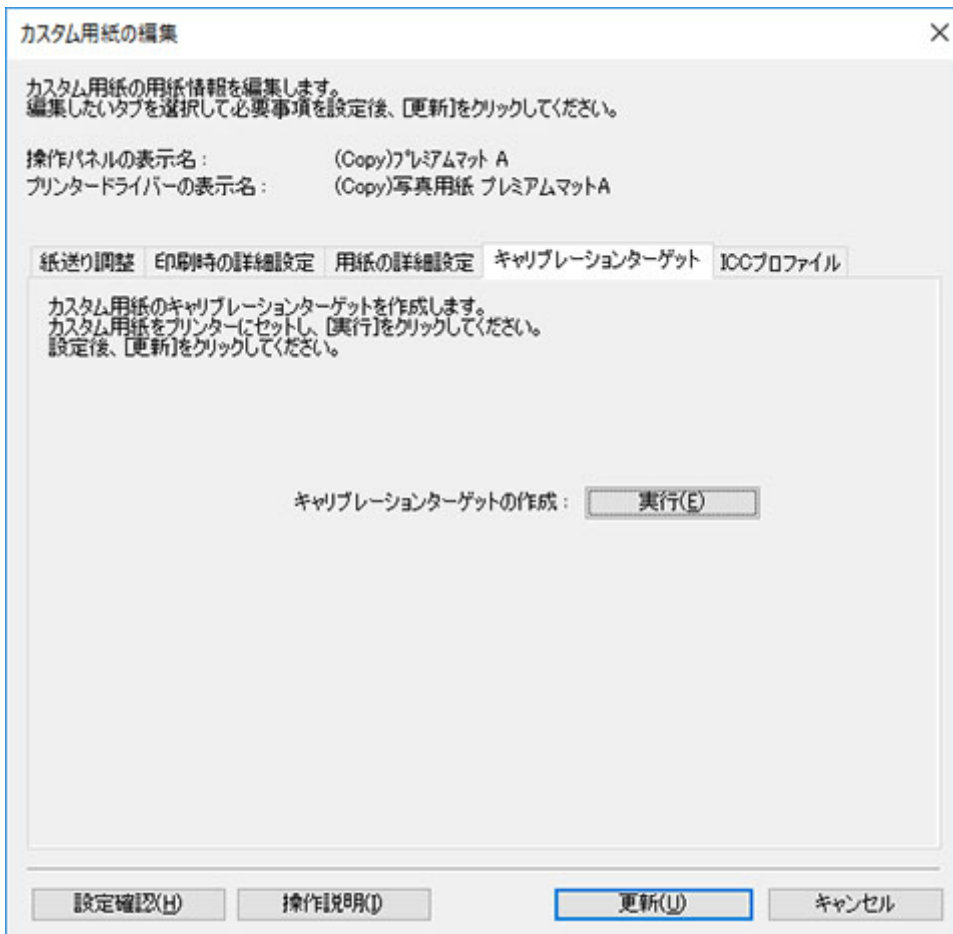 カスタム用紙の編集
カスタム用紙の用紙情報を編集します。
編集したいタブを選択して必要事項を設定後、[更新]をクリックしてください。
操作パネルの表示名： (Copy)ﾌﾟﾚﾐｱﾑﾏｯﾄ A
プリンタードライバーの表示名： (Copy)写真用紙 プレミアムマットA
紙送り調整 印刷時の詳細設定 用紙の詳細設定 キャリブレーションターゲット ICCプロファイル
カスタム用紙のキャリブレーションターゲットを作成します。
カスタム用紙をプリンターにセットし、[実行]をクリックしてください。
設定後、[更新]をクリックしてください。
キャリブレーションターゲットの作成： 実行(E)
設定確認(H) 操作説明(I) 更新(U) キャンセル